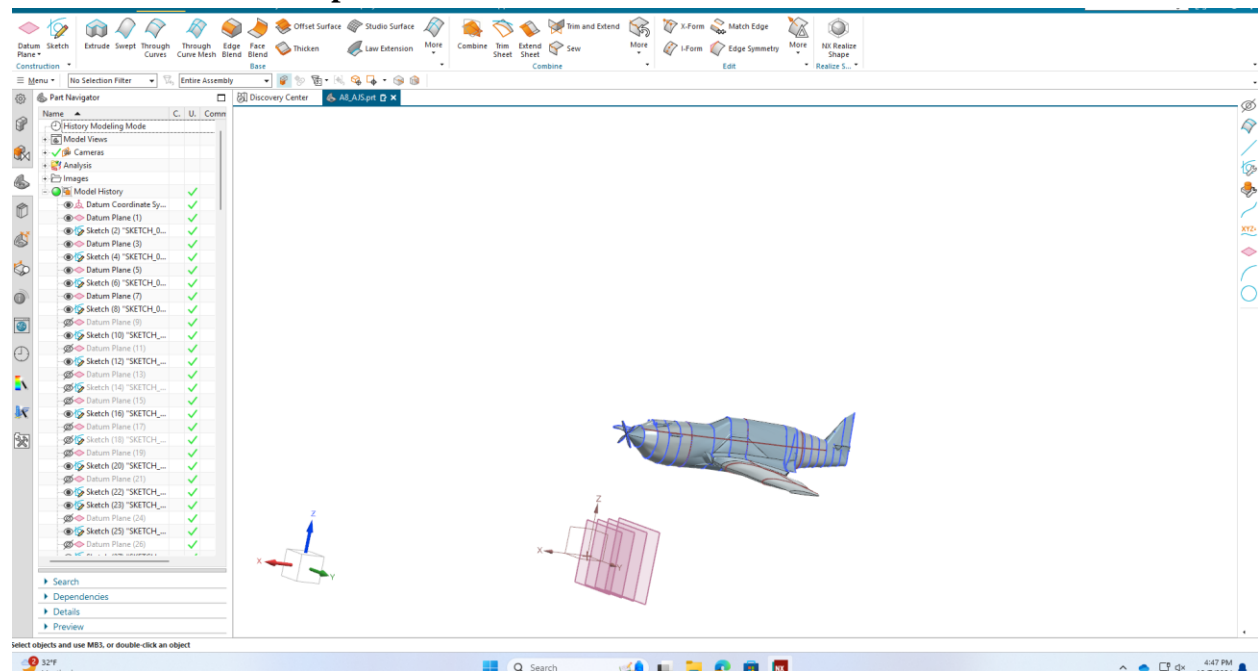 Offset Surface Studio Surface Trim and Extend X-Form Match Edge
Datum Plane Sketch Extrude Swept Through Curves Through Curve Mesh Edge Blend Face Blend Thicken Law Extension More Combine Trim Sheet Extend Sheet Sew More I-Form Edge Symmetry More NX Realize Shape
Construction Base Combine Edit Realize S...
Menu No Selection Filter Entire Assembly
Part Navigator Discovery Center A8_AJS.prt
Name C. U. Comm
History Modeling Mode
Model Views
Cameras
Analysis
Images
Model History
Datum Coordinate Sy...
Datum Plane (1)
Sketch (2) "SKETCH_0...
Datum Plane (3)
Sketch (4) "SKETCH_0...
Datum Plane (5)
Sketch (6) "SKETCH_0...
Datum Plane (7)
Sketch (8) "SKETCH_0...
Datum Plane (9)
Sketch (10) "SKETCH_...
Datum Plane (11)
Sketch (12) "SKETCH_...
Datum Plane (13)
Sketch (14) "SKETCH_...
Datum Plane (15)
Sketch (16) "SKETCH_...
Datum Plane (17)
Sketch (18) "SKETCH_...
Datum Plane (19)
Sketch (20) "SKETCH_...
Datum Plane (21)
Sketch (22) "SKETCH_...
Sketch (23) "SKETCH_...
Datum Plane (24)
Sketch (25) "SKETCH_...
Datum Plane (26)
Search
Dependencies
Details
Preview
XYZ
Z
X
Y
Z
X
Y
Select objects and use MB3, or double-click an object
2 32°F
Search
NX
4:47 PM